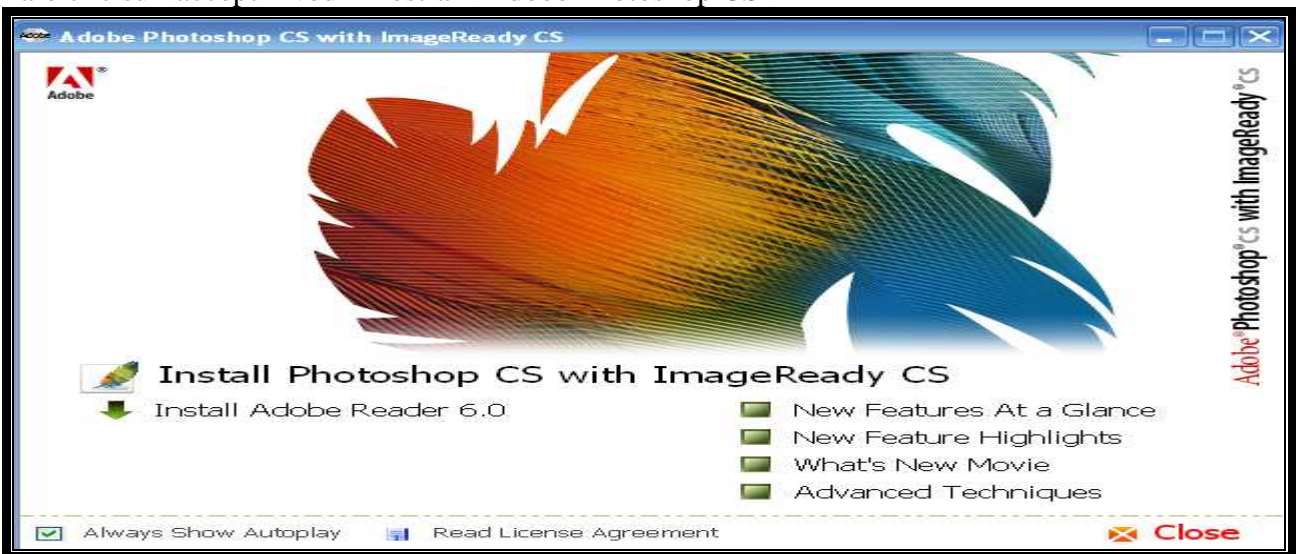 Adobe Photoshop CS with ImageReady CS
Adobe
Adobe® Photoshop® CS with ImageReady® CS
Install Photoshop CS with ImageReady CS
Install Adobe Reader 6.0
New Features At a Glance
New Feature Highlights
What's New Movie
Advanced Techniques
Always Show Autoplay
Read License Agreement
Close